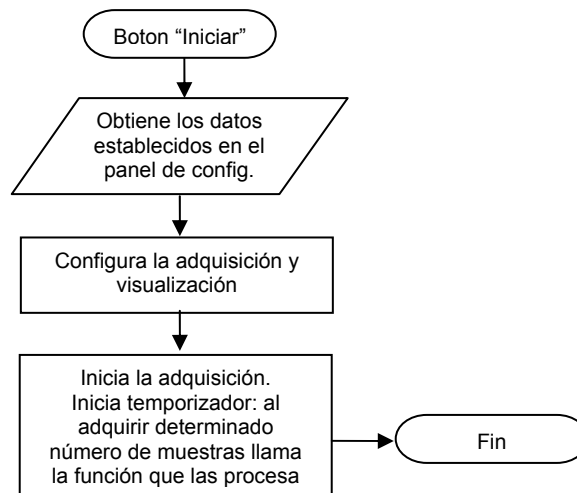 Boton “Iniciar”
Obtiene los datos
establecidos en el
panel de config.
Configura la adquisición y
visualización
Inicia la adquisición.
Inicia temporizador: al
adquirir determinado
número de muestras llama
la función que las procesa
Fin